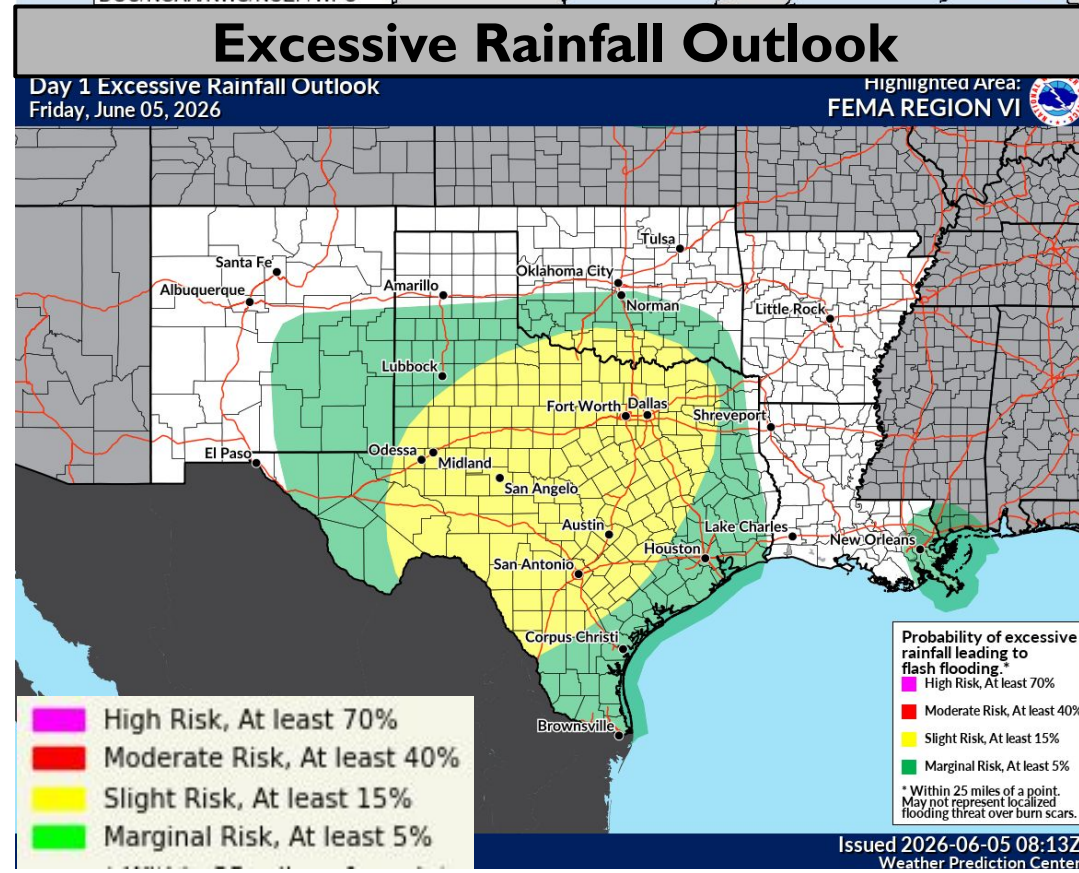 Excessive Rainfall Outlook
Day 1 Excessive Rainfall Outlook
Friday, June 05, 2026
Highlighted Area:
FEMA REGION VI
Tulsa
Santa Fe
Oklahoma City
Albuquerque
Amarillo
Norman
Little Rock
Lubbock
Fort Worth
Dallas
Shreveport
El Paso
Odessa
Midland
San Angelo
Austin
Lake Charles
New Orleans
Houston
San Antonio
Corpus Christi
Brownsville
Probability of excessive
rainfall leading to
flash flooding.*
High Risk, At least 70%
Moderate Risk, At least 40%
Slight Risk, At least 15%
Marginal Risk, At least 5%
* Within 25 miles of a point.
May not represent localized
flooding threat over burn scars.
High Risk, At least 70%
Moderate Risk, At least 40%
Slight Risk, At least 15%
Marginal Risk, At least 5%
Issued 2026-06-05 08:13Z
Weather Prediction Center